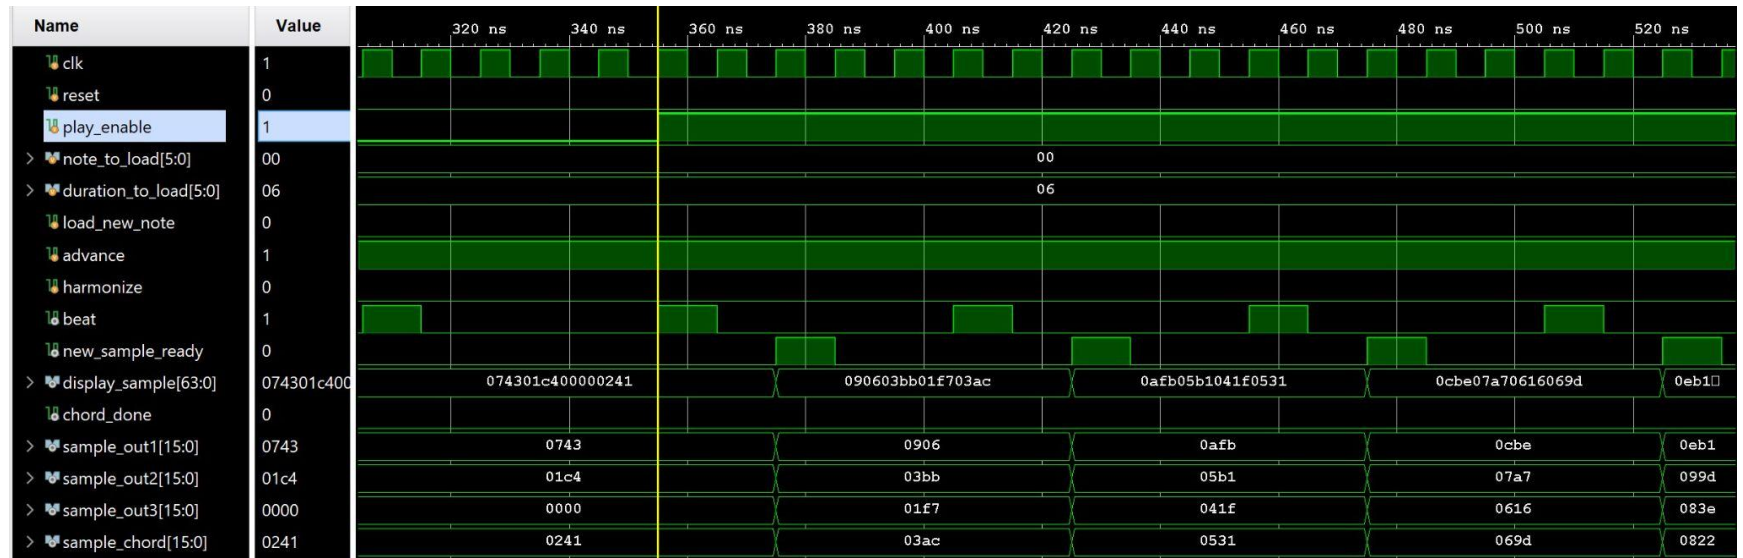 Name Value 320 ns 340 ns 360 ns 380 ns 400 ns 420 ns 440 ns 460 ns 480 ns 500 ns 520 ns
clk 1
reset 0
play_enable 1
note_to_load[5:0] 00 00
duration_to_load[5:0] 06 06
load_new_note 0
advance 1
harmonize 0
beat 1
new_sample_ready 0
display_sample[63:0] 074301c400 074301c400000241 090603bb01f703ac 0afb05b1041f0531 0cbe07a70616069d 0eb1
chord_done 0
sample_out1[15:0] 0743 0743 0906 0afb 0cbe 0eb1
sample_out2[15:0] 01c4 01c4 03bb 05b1 07a7 099d
sample_out3[15:0] 0000 0000 01f7 041f 0616 083e
sample_chord[15:0] 0241 0241 03ac 0531 069d 0822